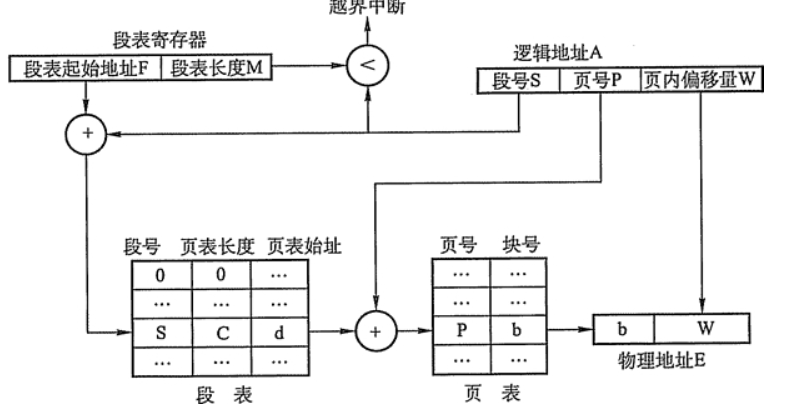 越界中断
段表寄存器
段表起始地址F 段表长度M
<
逻辑地址A
段号S 页号P 页内偏移量W
+
段号 页表长度 页表始址
0 0 …
… … …
S C d
… … …
段 表
+
页号 块号
… …
… …
P b
… …
页 表
b W
物理地址E